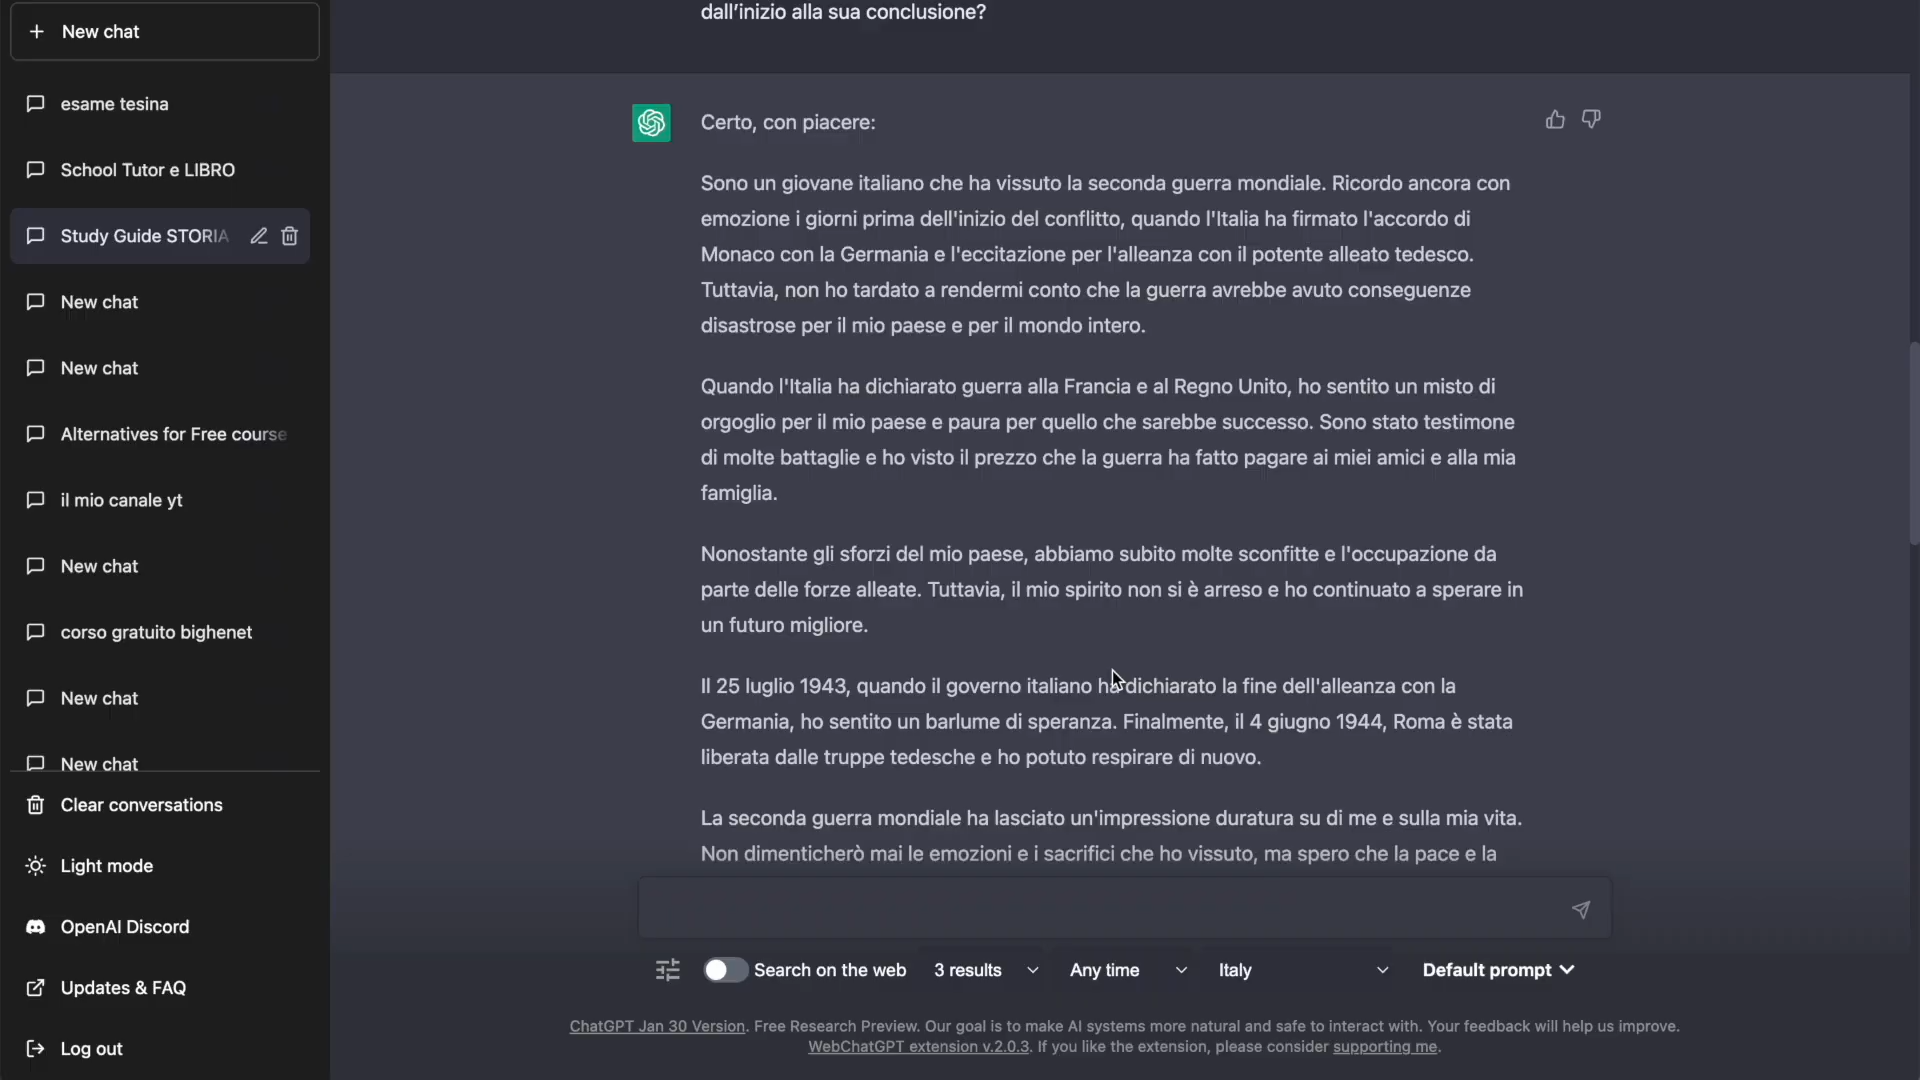 New chat
esame tesina
School Tutor e LIBRO
Study Guide STORIA
New chat
New chat
Alternatives for Free course
il mio canale yt
New chat
corso gratuito bighenet
New chat
New chat
Clear conversations
Light mode
OpenAI Discord
Updates & FAQ
Log out
dall’inizio alla sua conclusione?
Certo, con piacere:
Sono un giovane italiano che ha vissuto la seconda guerra mondiale. Ricordo ancora con
emozione i giorni prima dell'inizio del conflitto, quando l'Italia ha firmato l'accordo di
Monaco con la Germania e l'eccitazione per l'alleanza con il potente alleato tedesco.
Tuttavia, non ho tardato a rendermi conto che la guerra avrebbe avuto conseguenze
disastrose per il mio paese e per il mondo intero.
Quando l'Italia ha dichiarato guerra alla Francia e al Regno Unito, ho sentito un misto di
orgoglio per il mio paese e paura per quello che sarebbe successo. Sono stato testimone
di molte battaglie e ho visto il prezzo che la guerra ha fatto pagare ai miei amici e alla mia
famiglia.
Nonostante gli sforzi del mio paese, abbiamo subito molte sconfitte e l'occupazione da
parte delle forze alleate. Tuttavia, il mio spirito non si è arreso e ho continuato a sperare in
un futuro migliore.
Il 25 luglio 1943, quando il governo italiano ha dichiarato la fine dell'alleanza con la
Germania, ho sentito un barlume di speranza. Finalmente, il 4 giugno 1944, Roma è stata
liberata dalle truppe tedesche e ho potuto respirare di nuovo.
La seconda guerra mondiale ha lasciato un'impressione duratura su di me e sulla mia vita.
Non dimenticherò mai le emozioni e i sacrifici che ho vissuto, ma spero che la pace e la
Search on the web 3 results Any time Italy Default prompt
ChatGPT Jan 30 Version. Free Research Preview. Our goal is to make AI systems more natural and safe to interact with. Your feedback will help us improve.
WebChatGPT extension v.2.0.3. If you like the extension, please consider supporting me.